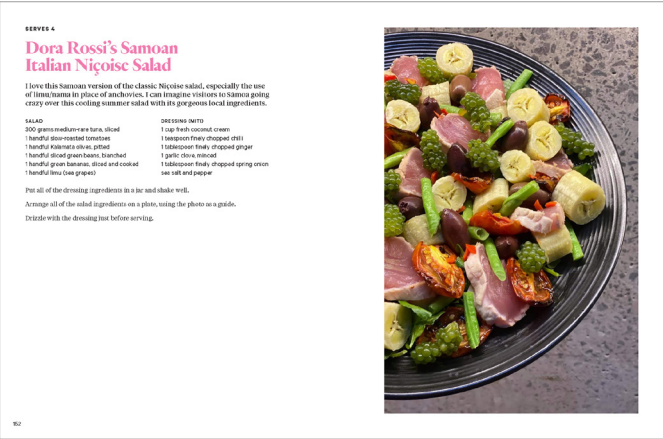 SERVES 4
Dora Rossi's Samoan
Italian Niçoise Salad
I love this Samoan version of the classic Niçoise salad, especially the use
of limu/nama in place of anchovies. I can imagine visitors to Sāmoa going
crazy over this cooling summer salad with its gorgeous local ingredients.
SALAD
300 grams medium-rare tuna, sliced
1 handful slow-roasted tomatoes
1 handful Kalamata olives, pitted
1 handful sliced green beans, blanched
1 handful green bananas, sliced and cooked
1 handful limu (sea grapes)
DRESSING (MITI)
1 cup fresh coconut cream
1 teaspoon finely chopped chilli
1 tablespoon finely chopped ginger
1 garlic clove, minced
1 tablespoon finely chopped spring onion
sea salt and pepper
Put all of the dressing ingredients in a jar and shake well.
Arrange all of the salad ingredients on a plate, using the photo as a guide.
Drizzle with the dressing just before serving.
152